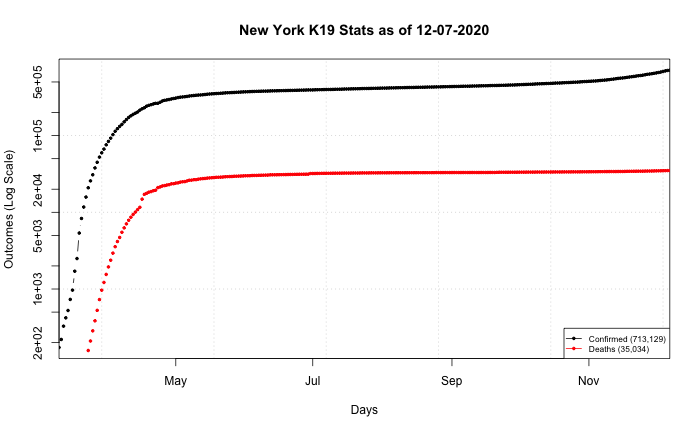 New York K19 Stats as of 12-07-2020
Outcomes (Log Scale)
5e+05
1e+05
2e+04
5e+03
1e+03
2e+02
Confirmed (713,129)
Deaths (35,034)
May Jul Sep Nov
Days